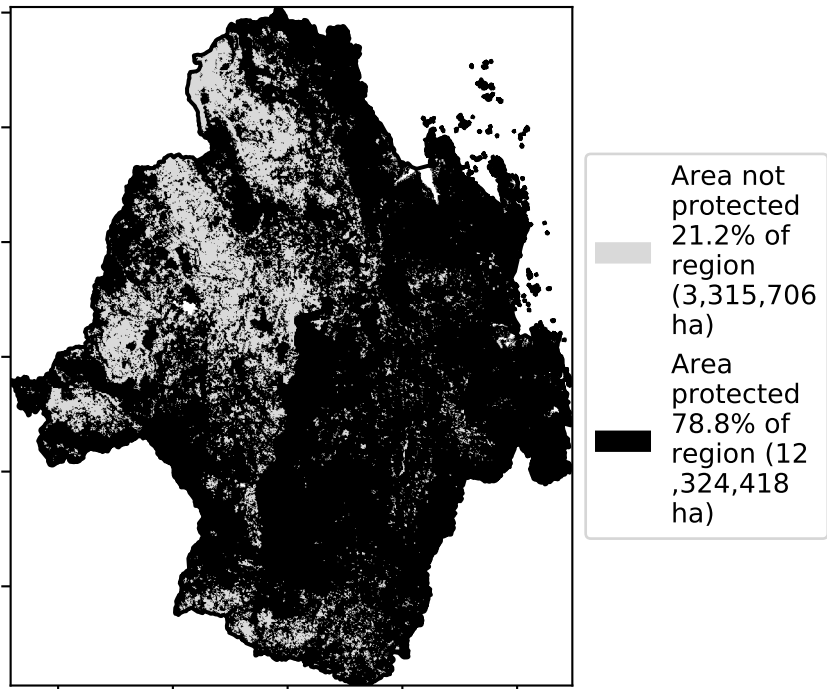 Area not
protected
21.2% of
region
(3,315,706
ha)
Area
protected
78.8% of
region (12
,324,418
ha)